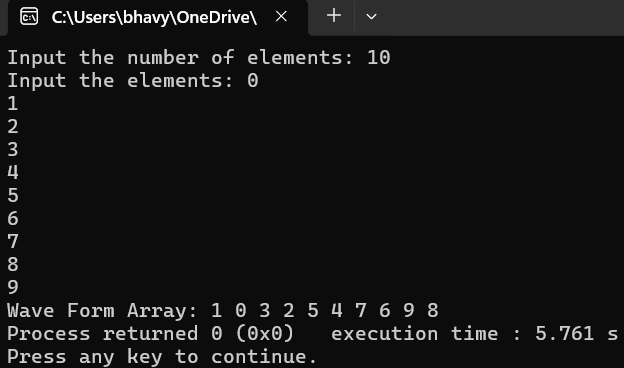 C:\Users\bhavy\OneDrive\
Input the number of elements: 10
Input the elements: 0
1
2
3
4
5
6
7
8
9
Wave Form Array: 1 0 3 2 5 4 7 6 9 8
Process returned 0 (0x0)   execution time : 5.761 s
Press any key to continue.